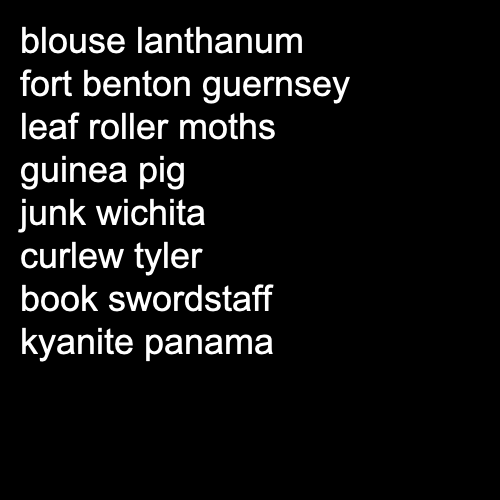 blouse lanthanum
fort benton guernsey
leaf roller moths
guinea pig
junk wichita
curlew tyler
book swordstaff
kyanite panama